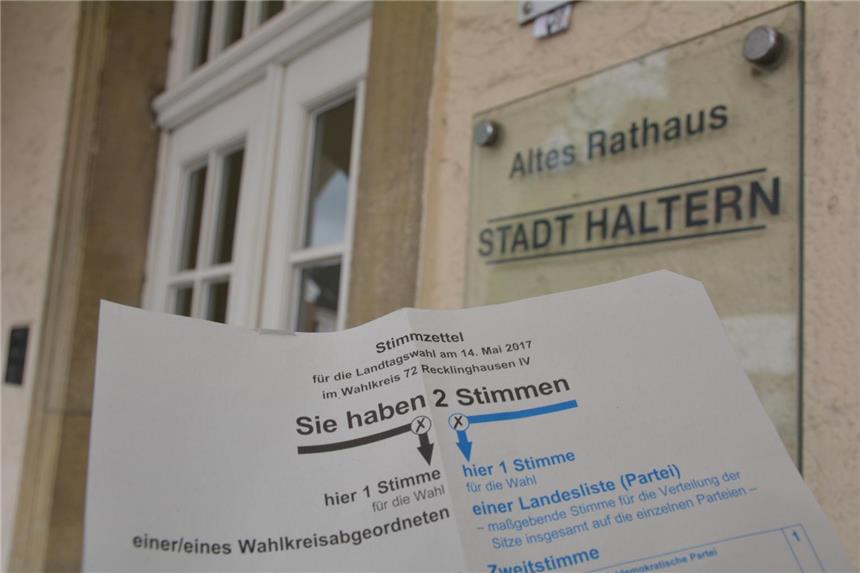 Altes Rathaus
STADT HALTERN
Stimmzettel
für die Landtagswahl am 14. Mai 2017
im Wahlkreis 72 Recklinghausen IV
Sie haben 2 Stimmen
X X
hier 1 Stimme
für die Wahl
einer/eines Wahlkreisabgeordneten
hier 1 Stimme
für die Wahl
einer Landesliste (Partei)
– maßgebende Stimme für die Verteilung der
Sitze insgesamt auf die einzelnen Parteien –
Zweitstimme
Partei
1